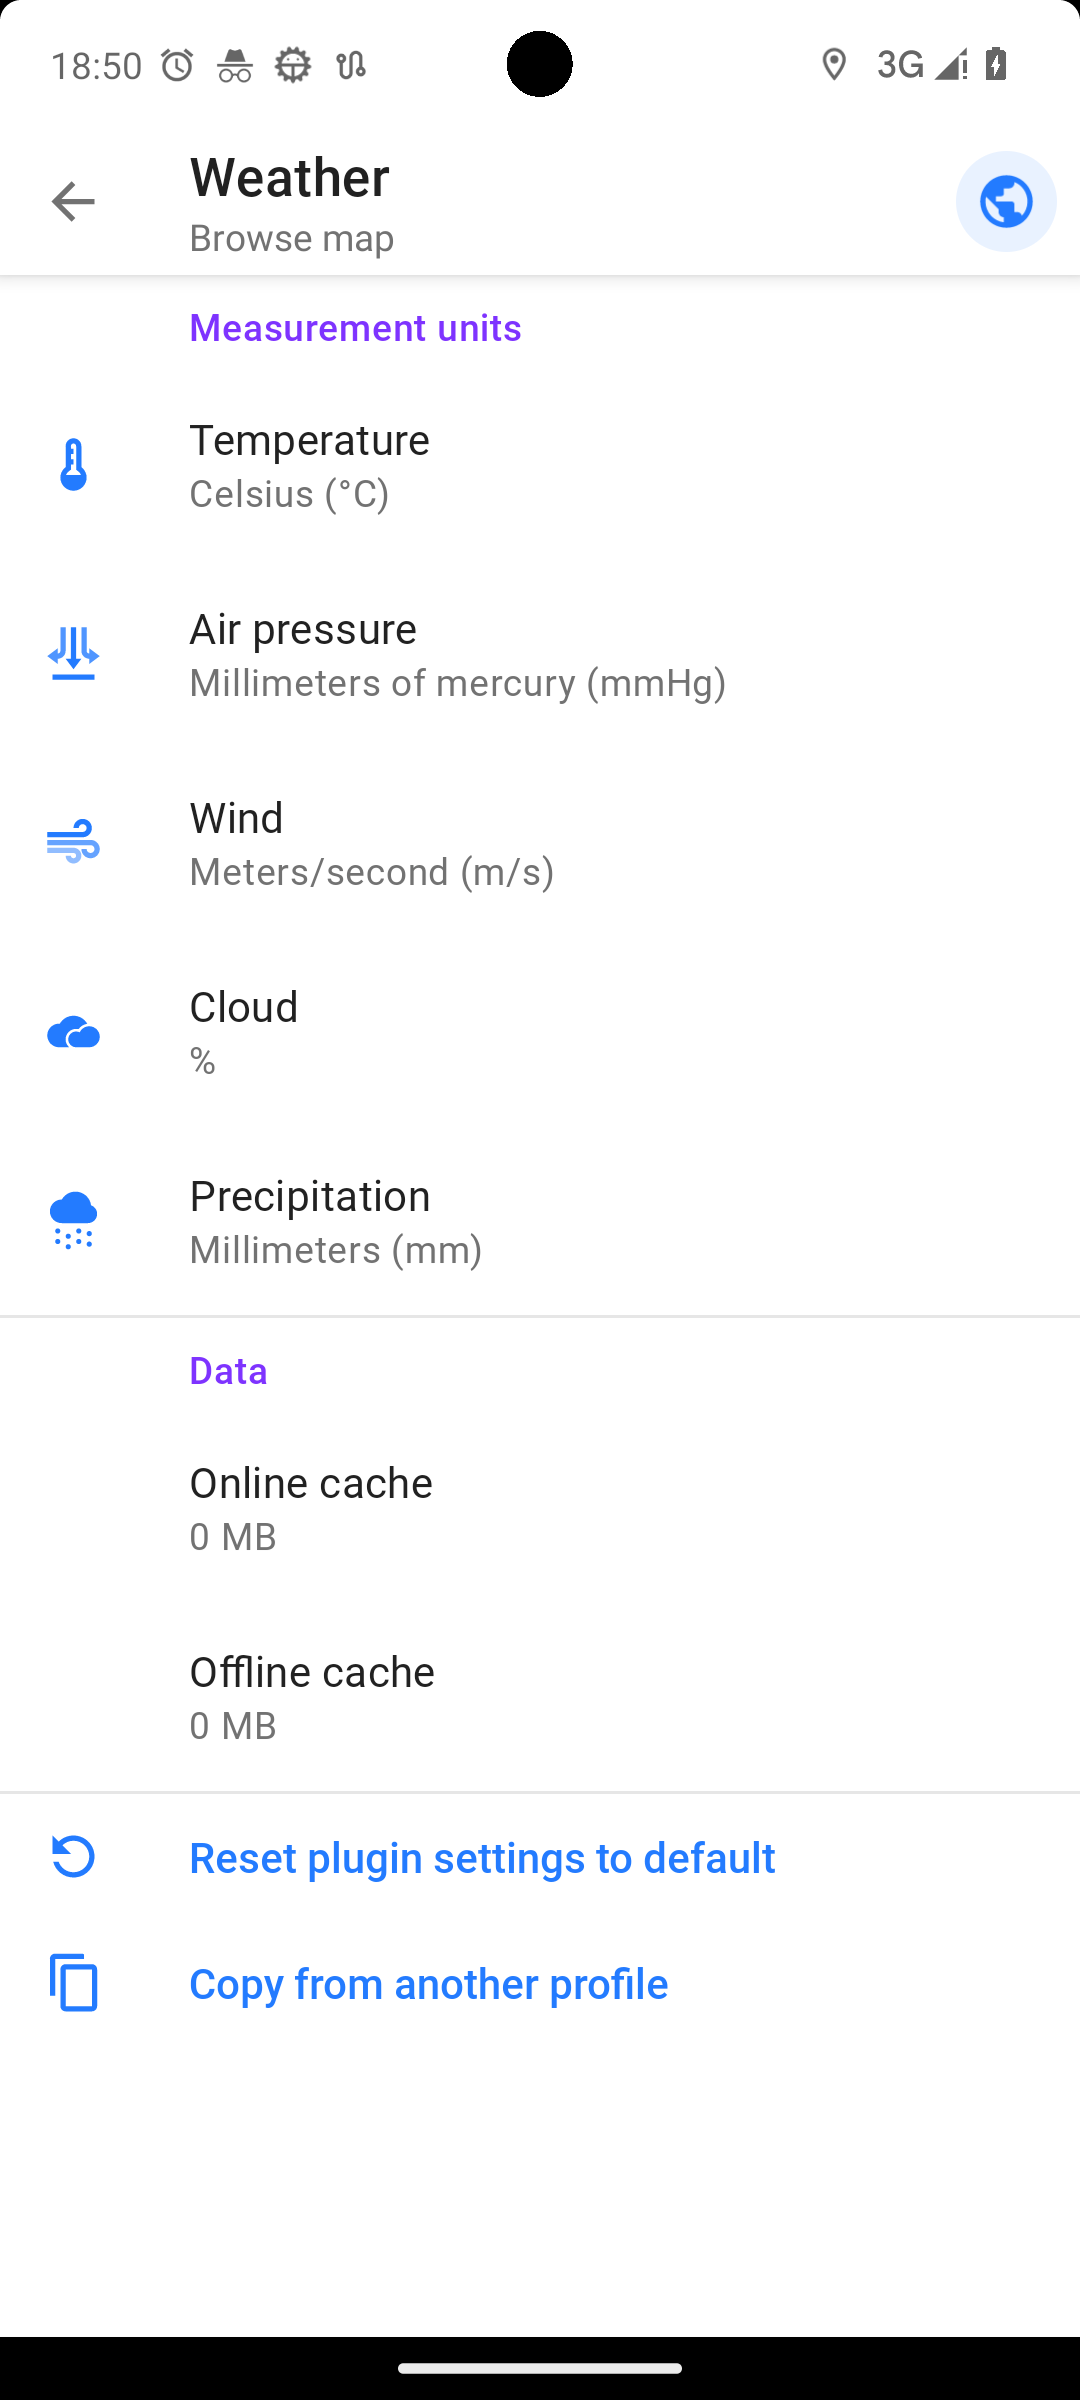 18:50
3G
Weather
Browse map
Measurement units
Temperature
Celsius (°C)
Air pressure
Millimeters of mercury (mmHg)
Wind
Meters/second (m/s)
Cloud
%
Precipitation
Millimeters (mm)
Data
Online cache
0 MB
Offline cache
0 MB
Reset plugin settings to default
Copy from another profile